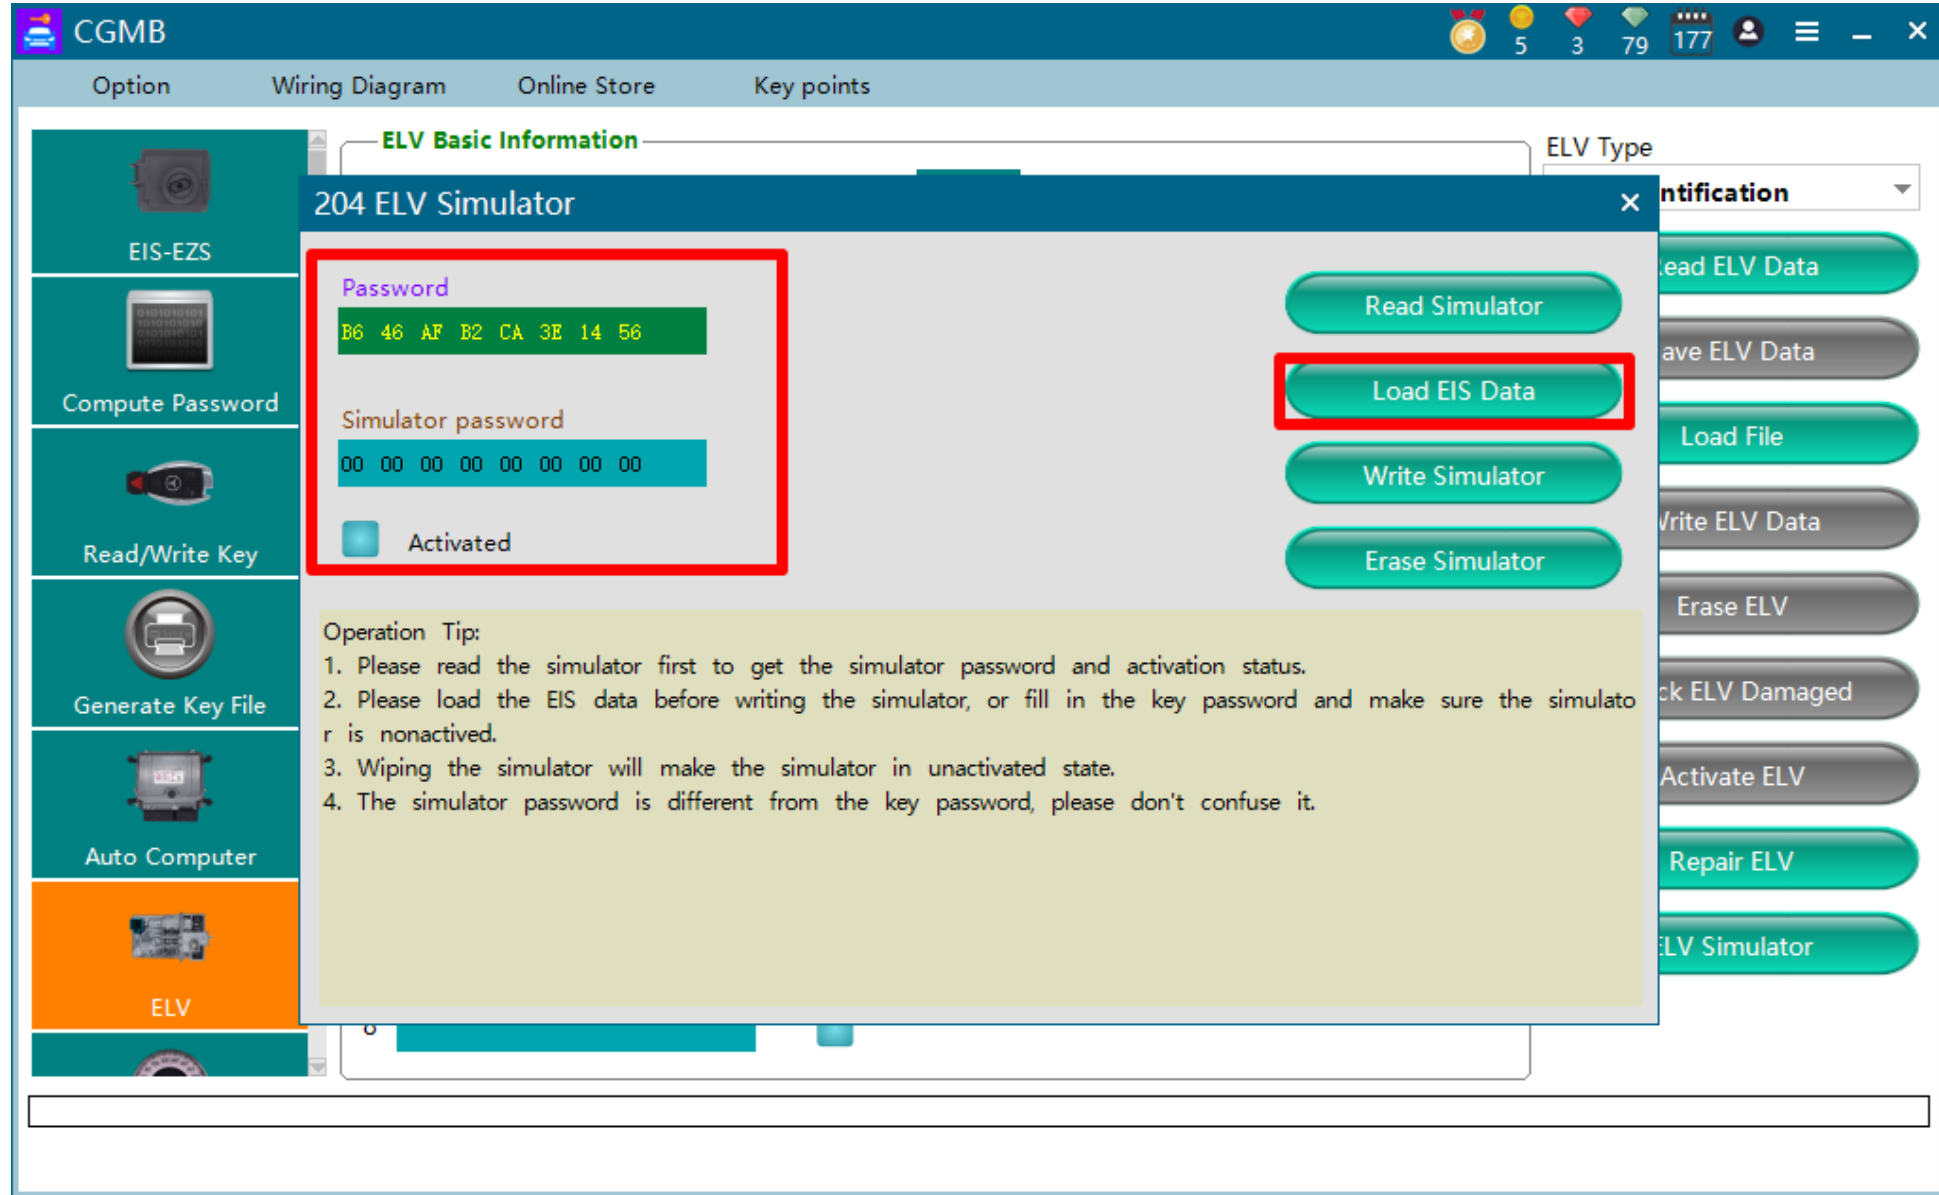 CGMB
5 3 79 177
Option Wiring Diagram Online Store Key points
EIS-EZS
Compute Password
Read/Write Key
Generate Key File
Auto Computer
ELV
ELV Basic Information
204 ELV Simulator
Password
B6 46 AF B2 CA 3E 14 56
Simulator password
00 00 00 00 00 00 00 00
Activated
Read Simulator
Load EIS Data
Write Simulator
Erase Simulator
Operation Tip:
1. Please read the simulator first to get the simulator password and activation status.
2. Please load the EIS data before writing the simulator, or fill in the key password and make sure the simulato
r is nonactived.
3. Wiping the simulator will make the simulator in unactivated state.
4. The simulator password is different from the key password, please don't confuse it.
ELV Type
ntification
ead ELV Data
ave ELV Data
Load File
rite ELV Data
Erase ELV
ck ELV Damaged
Activate ELV
Repair ELV
ELV Simulator